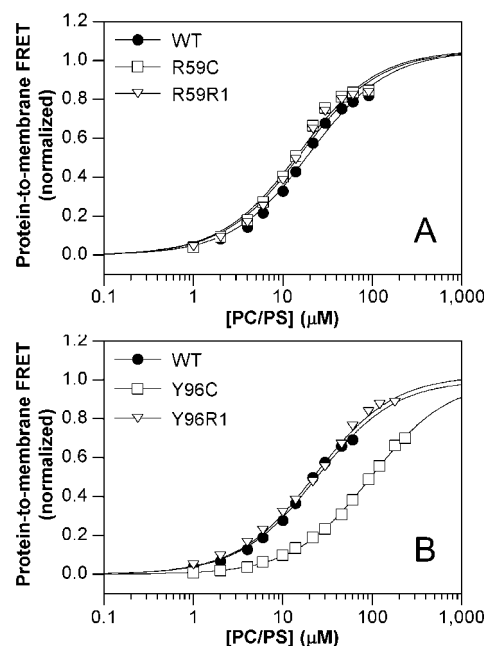 A
WT
R59C
R59R1
Protein-to-membrane FRET
(normalized)
1.2
1.0
0.8
0.6
0.4
0.2
0.0
0.1
1
10
100
1,000
[PC/PS] (μM)
B
WT
Y96C
Y96R1
Protein-to-membrane FRET
(normalized)
1.2
1.0
0.8
0.6
0.4
0.2
0.0
0.1
1
10
100
1,000
[PC/PS] (μM)